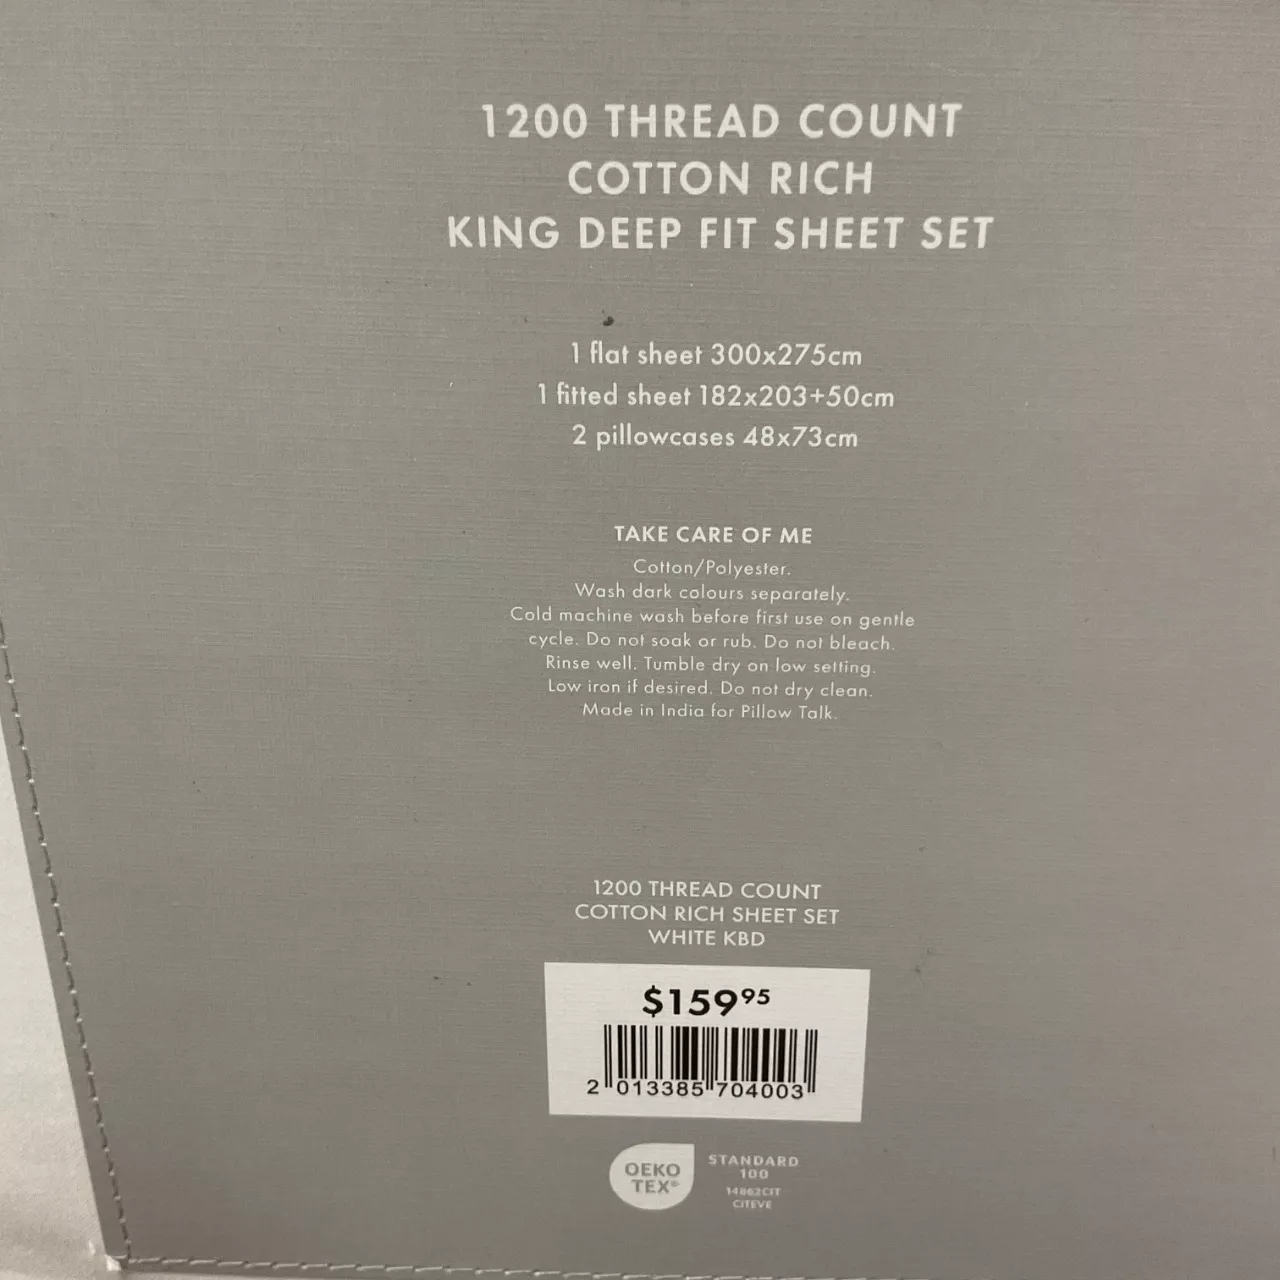 1200 THREAD COUNT
COTTON RICH
KING DEEP FIT SHEET SET
1 flat sheet 300x275cm
1 fitted sheet 182x203+50cm
2 pillowcases 48x73cm
TAKE CARE OF ME
Cotton/Polyester.
Wash dark colours separately.
Cold machine wash before first use on gentle
cycle. Do not soak or rub. Do not bleach.
Rinse well. Tumble dry on low setting.
Low iron if desired. Do not dry clean.
Made in India for Pillow Talk.
1200 THREAD COUNT
COTTON RICH SHEET SET
WHITE KBD
$159⁹⁵
2 013385 704003
OEKO
TEX®
STANDARD
100
14862CIT
CITEVE